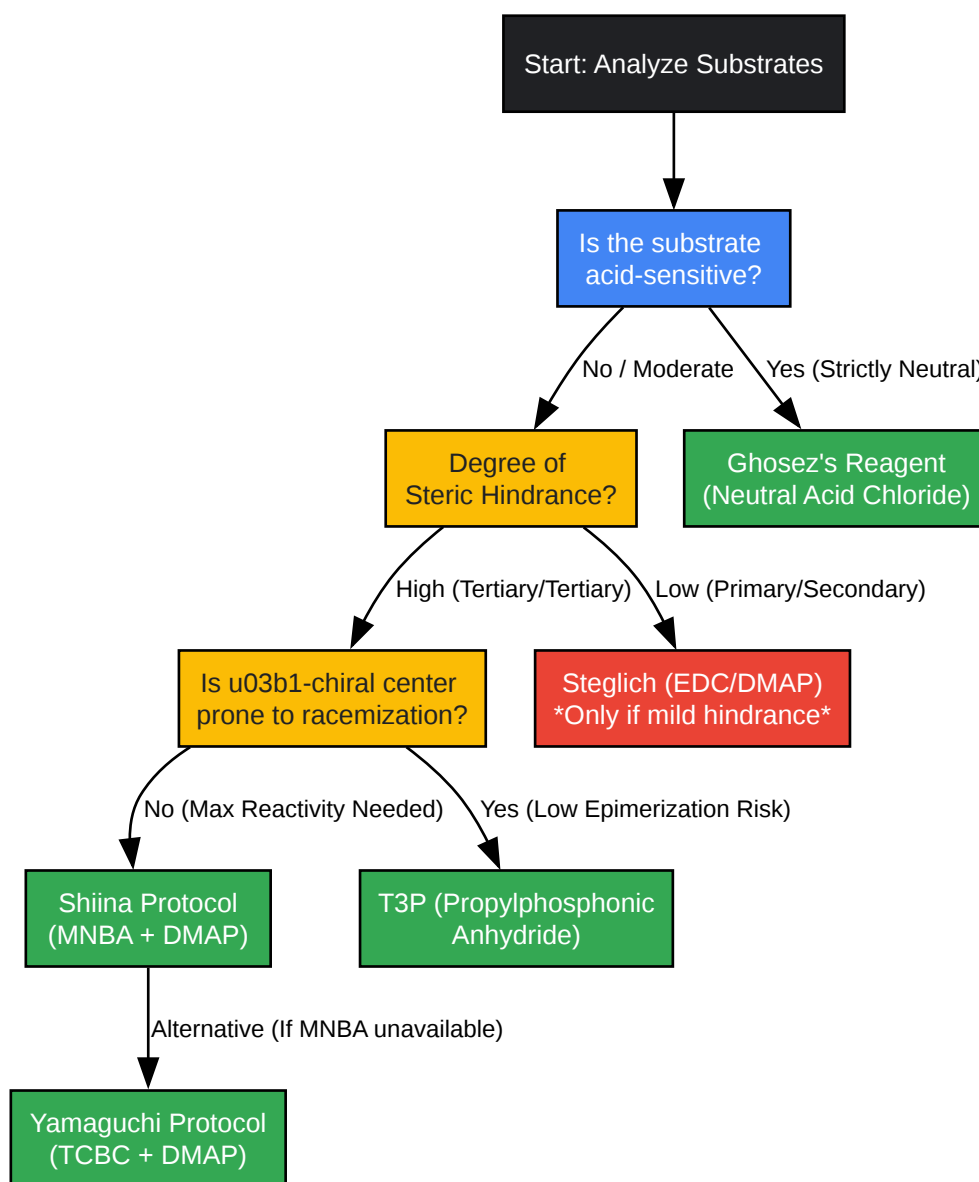 Start: Analyze Substrates
Is the substrate
acid-sensitive?
No / Moderate
Yes (Strictly Neutral)
Degree of
Steric Hindrance?
Ghosez's Reagent
(Neutral Acid Chloride)
High (Tertiary/Tertiary)
Low (Primary/Secondary)
Is u03b1-chiral center
prone to racemization?
Steglich (EDC/DMAP)
*Only if mild hindrance*
No (Max Reactivity Needed)
Yes (Low Epimerization Risk)
Shiina Protocol
(MNBA + DMAP)
T3P (Propylphosphonic
Anhydride)
Alternative (If MNBA unavailable)
Yamaguchi Protocol
(TCBC + DMAP)